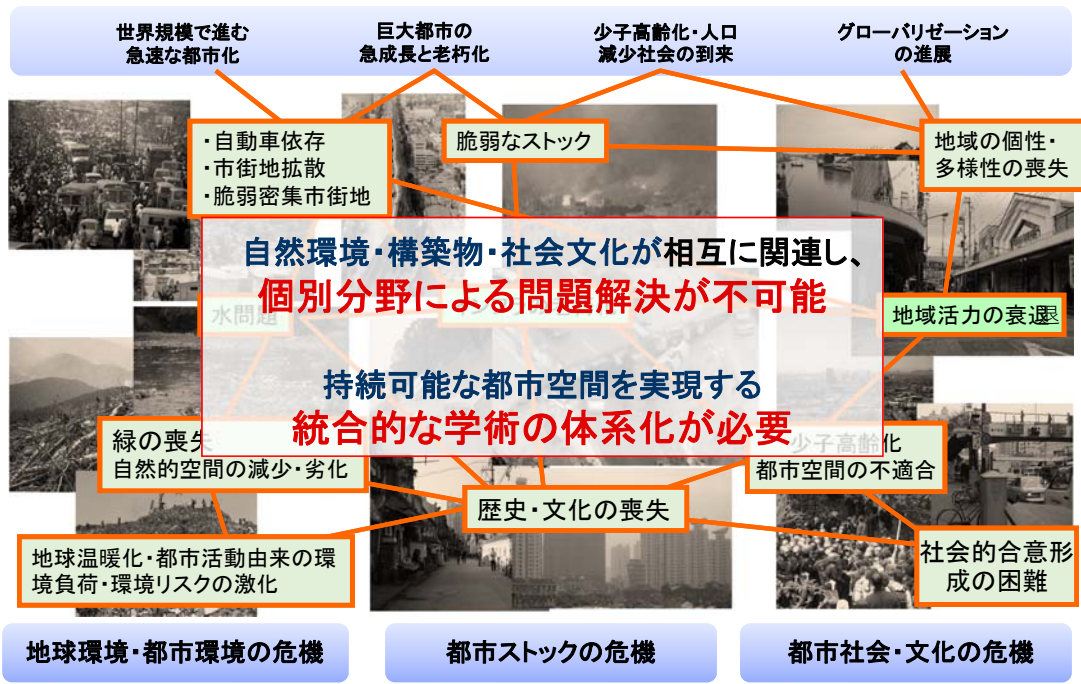 世界規模で進む
急速な都市化
巨大都市の
急成長と老朽化
少子高齢化・人口
減少社会の到来
グローバリゼーション
の進展
・自動車依存
・市街地拡散
・脆弱密集市街地
脆弱なストック
地域の個性・
多様性の喪失
自然環境・構築物・社会文化が相互に関連し、
個別分野による問題解決が不可能
水問題
地域活力の衰退
持続可能な都市空間を実現する
統合的な学術の体系化が必要
緑の喪失
自然的空間の減少・劣化
少子高齢化
都市空間の不適合
歴史・文化の喪失
地球温暖化・都市活動由来の環
境負荷・環境リスクの激化
社会的合意形
成の困難
地球環境・都市環境の危機
都市ストックの危機
都市社会・文化の危機